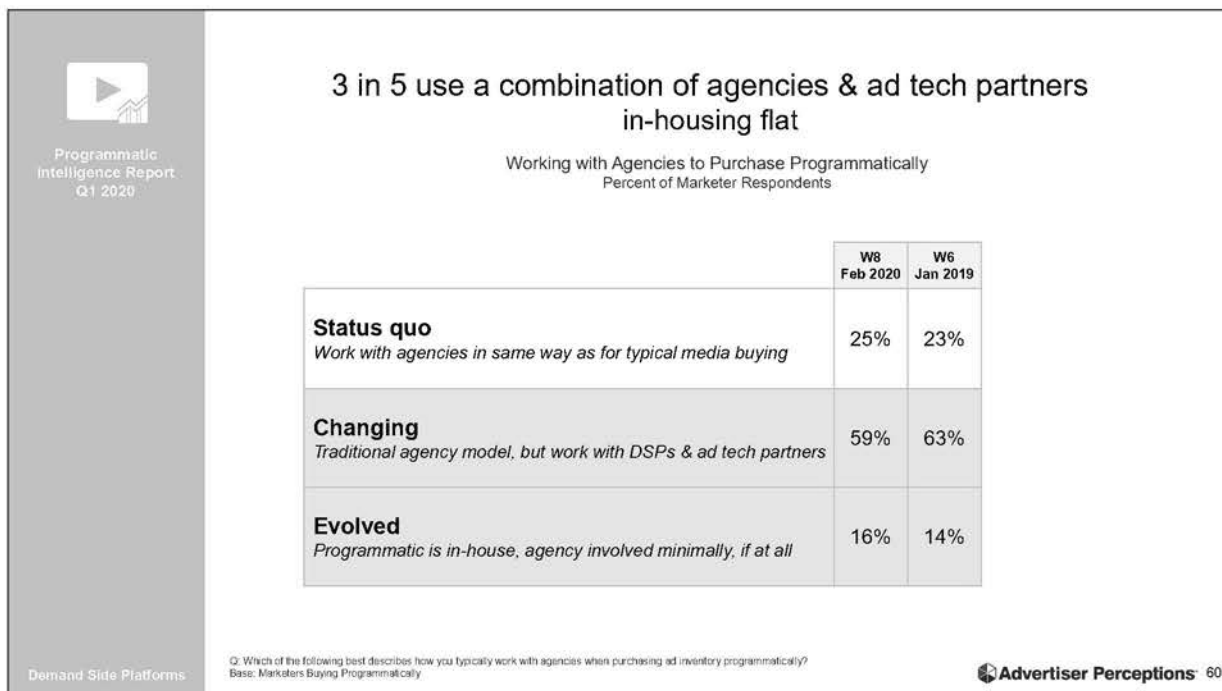 Programmatic
Intelligence Report
Q1 2020
3 in 5 use a combination of agencies & ad tech partners
in-housing flat
Working with Agencies to Purchase Programmatically
Percent of Marketer Respondents
W8 W6
Feb 2020 Jan 2019
Status quo
Work with agencies in same way as for typical media buying
25% 23%
Changing
Traditional agency model, but work with DSPs & ad tech partners
59% 63%
Evolved
Programmatic is in-house, agency involved minimally, if at all
16% 14%
Demand Side Platforms
Q: Which of the following best describes how you typically work with agencies when purchasing ad inventory programmatically?
Base: Marketers Buying Programmatically
Advertiser Perceptions 60